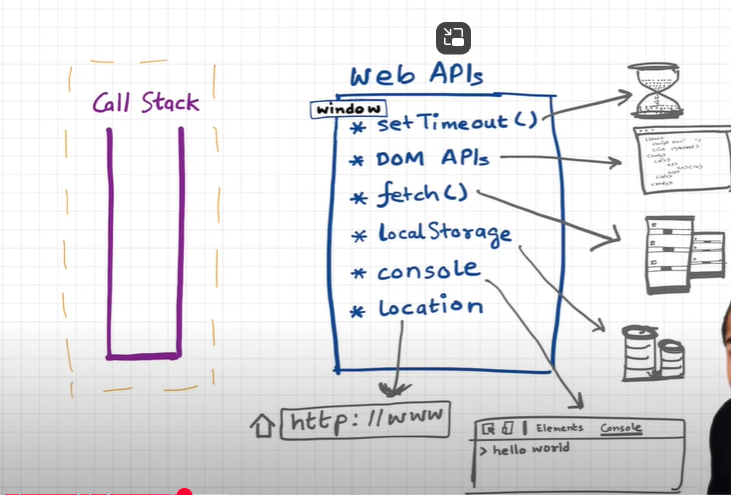 Web APIs
Call Stack
window
* setTimeout()
* DOM APIs
* fetch()
* localStorage
* console
* location
http://www
Elements Console
> hello world